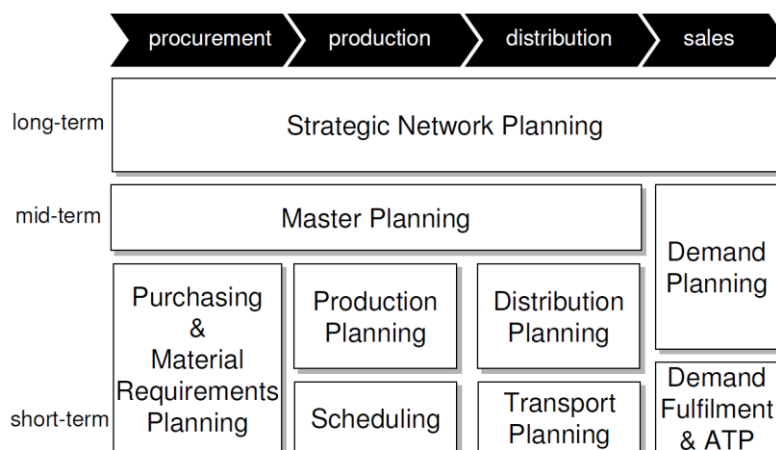 procurement
production
distribution
sales
long-term
Strategic Network Planning
mid-term
Master Planning
Demand
Planning
Purchasing
&
Material
Requirements
Planning
Production
Planning
Distribution
Planning
short-term
Scheduling
Transport
Planning
Demand
Fulfilment
& ATP